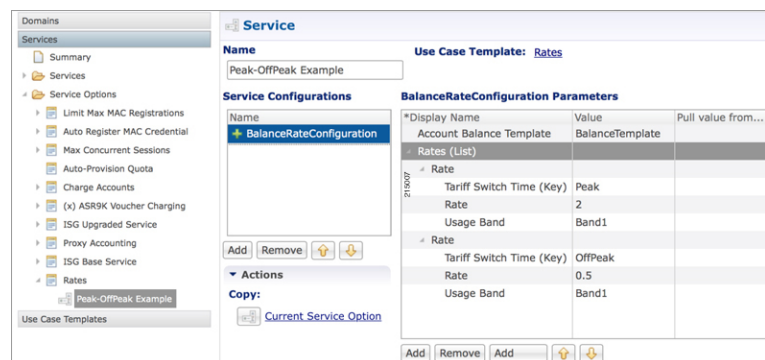 Domains
Services
Summary
Services
Service Options
Limit Max MAC Registrations
Auto Register MAC Credential
Max Concurrent Sessions
Auto-Provision Quota
Charge Accounts
(x) ASR9K Voucher Charging
ISG Upgraded Service
Proxy Accounting
ISG Base Service
Rates
Peak-OffPeak Example
Use Case Templates
Service
Name
Use Case Template: Rates
Peak-OffPeak Example
Service Configurations
Name
BalanceRateConfiguration
Add Remove
Actions
Copy:
Current Service Option
BalanceRateConfiguration Parameters
*Display Name Value Pull value from...
Account Balance Template BalanceTemplate
Rates (List)
Rate
Tariff Switch Time (Key) Peak
Rate 2
Usage Band Band1
Rate
Tariff Switch Time (Key) OffPeak
Rate 0.5
Usage Band Band1
Add Remove Add
215007